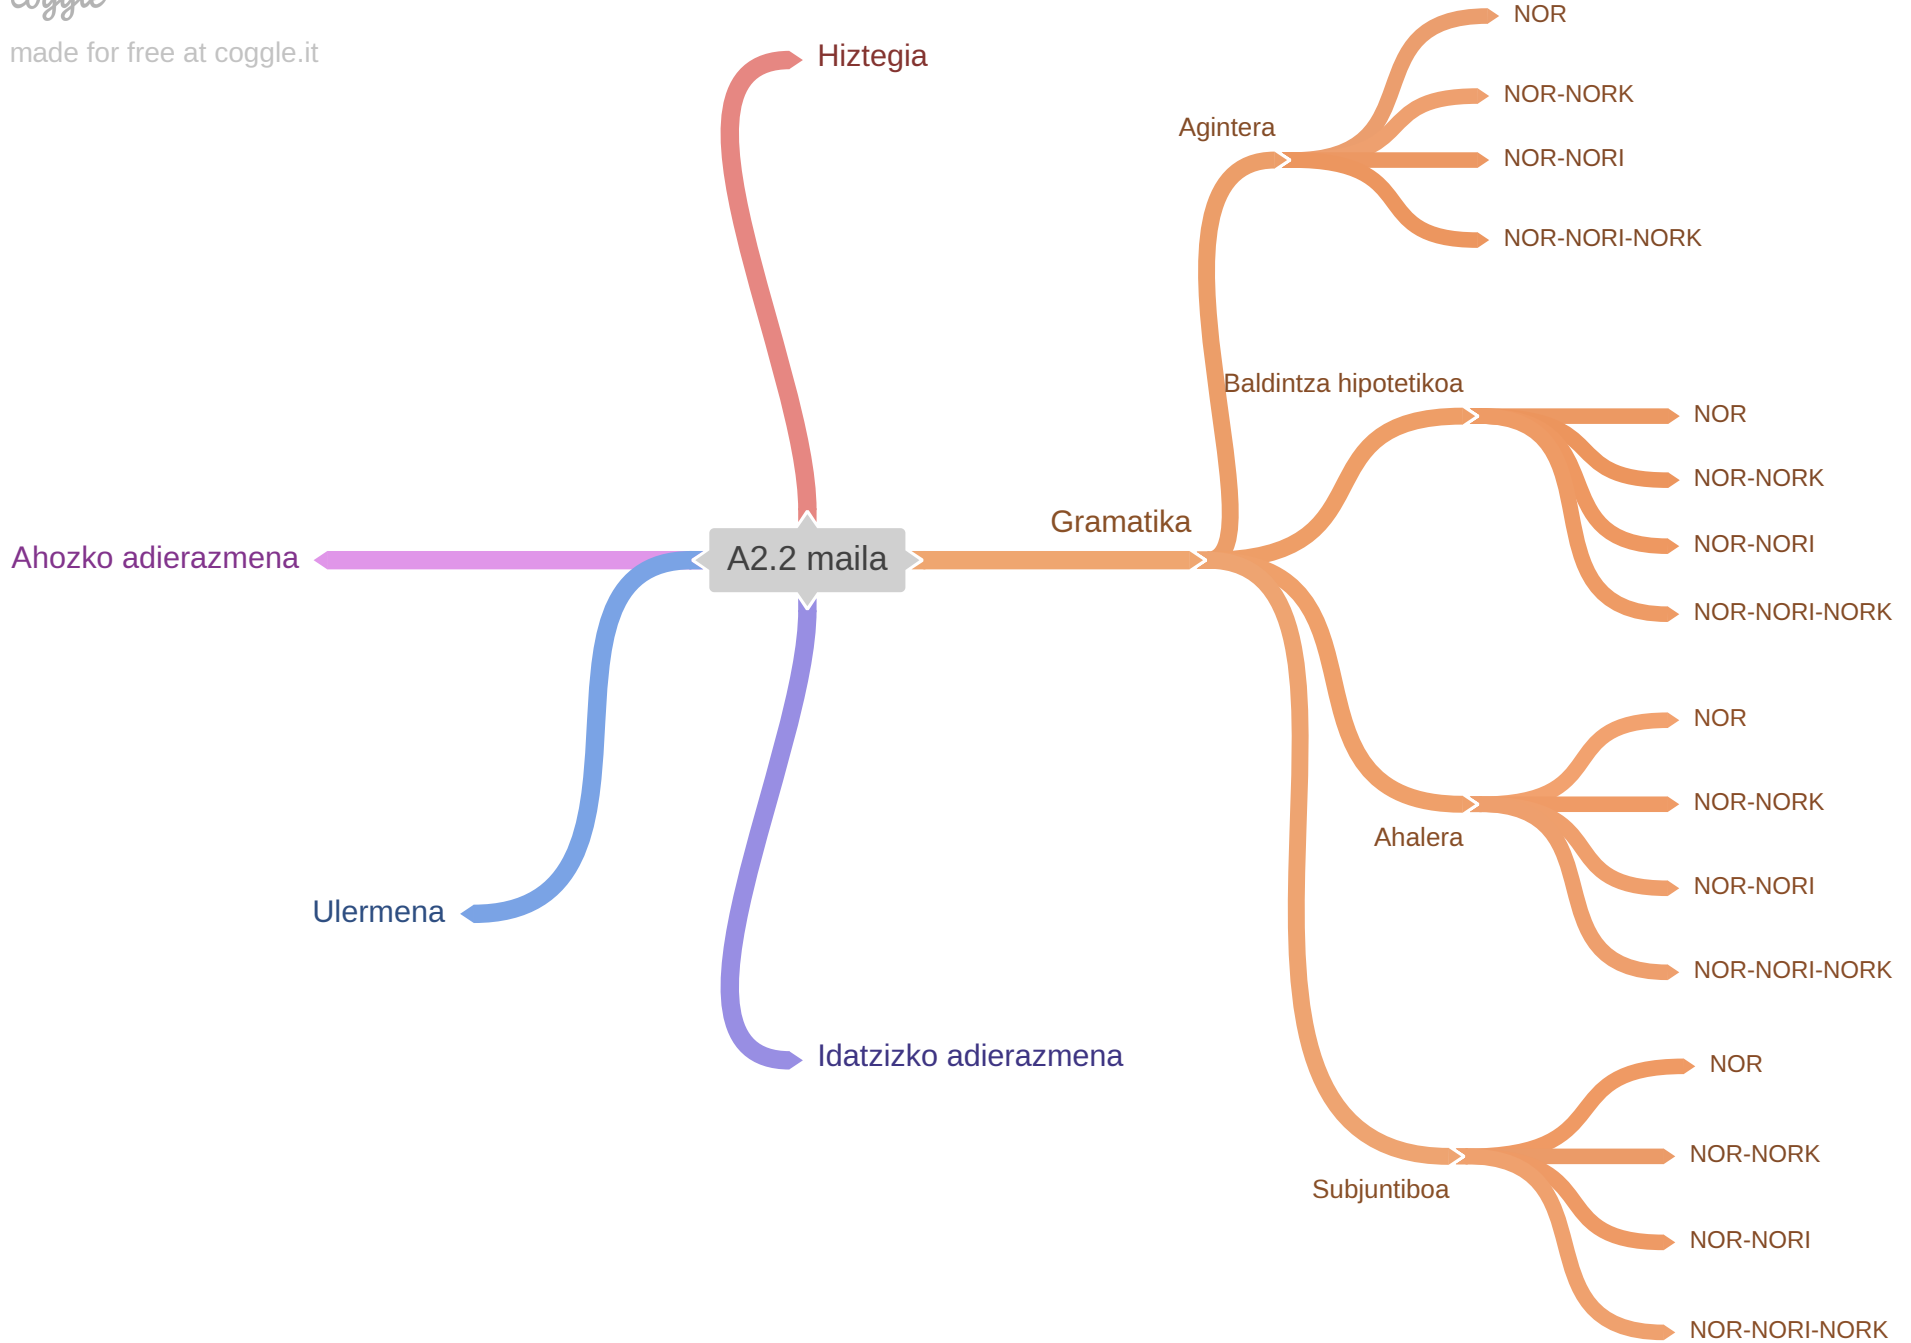 coggle
made for free at coggle.it
Hiztegia
Ahozko adierazmena
A2.2 maila
Ulermena
Idatzizko adierazmena
Gramatika
Agintera
NOR
NOR-NORK
NOR-NORI
NOR-NORI-NORK
Baldintza hipotetikoa
NOR
NOR-NORK
NOR-NORI
NOR-NORI-NORK
Ahalera
NOR
NOR-NORK
NOR-NORI
NOR-NORI-NORK
Subjuntiboa
NOR
NOR-NORK
NOR-NORI
NOR-NORI-NORK